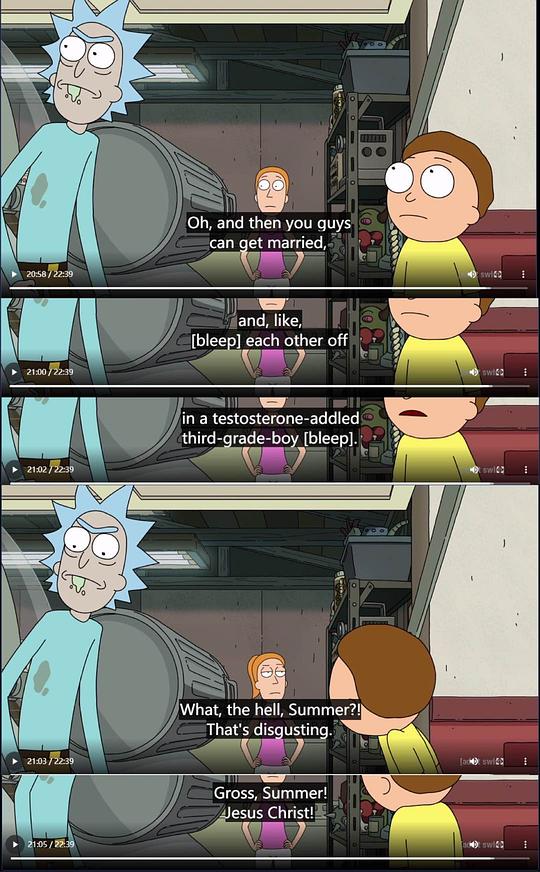 Oh, and then you guys
can get married,
20:58 / 22:39
and, like,
[bleep] each other off
21:00 / 22:39
in a testosterone-addled
third-grade-boy [bleep].
21:02 / 22:39
What, the hell, Summer?!
That's disgusting.
21:03 / 22:39
Gross, Summer!
Jesus Christ!
21:05 / 22:39